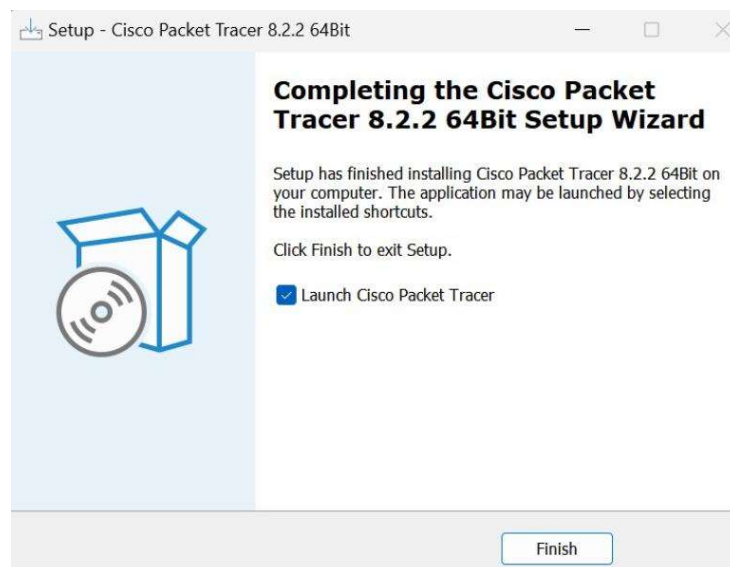 Setup - Cisco Packet Tracer 8.2.2 64Bit
Completing the Cisco Packet
Tracer 8.2.2 64Bit Setup Wizard
Setup has finished installing Cisco Packet Tracer 8.2.2 64Bit on
your computer. The application may be launched by selecting
the installed shortcuts.
Click Finish to exit Setup.
Launch Cisco Packet Tracer
Finish